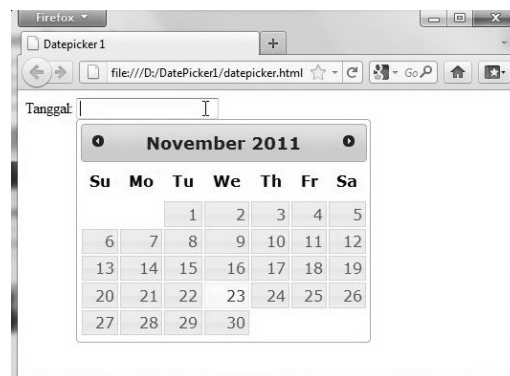 Firefox
Datepicker 1
file:///D:/DatePicker1/datepicker.html
Go
Tanggal:
November 2011
Su Mo Tu We Th Fr Sa
1 2 3 4 5
6 7 8 9 10 11 12
13 14 15 16 17 18 19
20 21 22 23 24 25 26
27 28 29 30